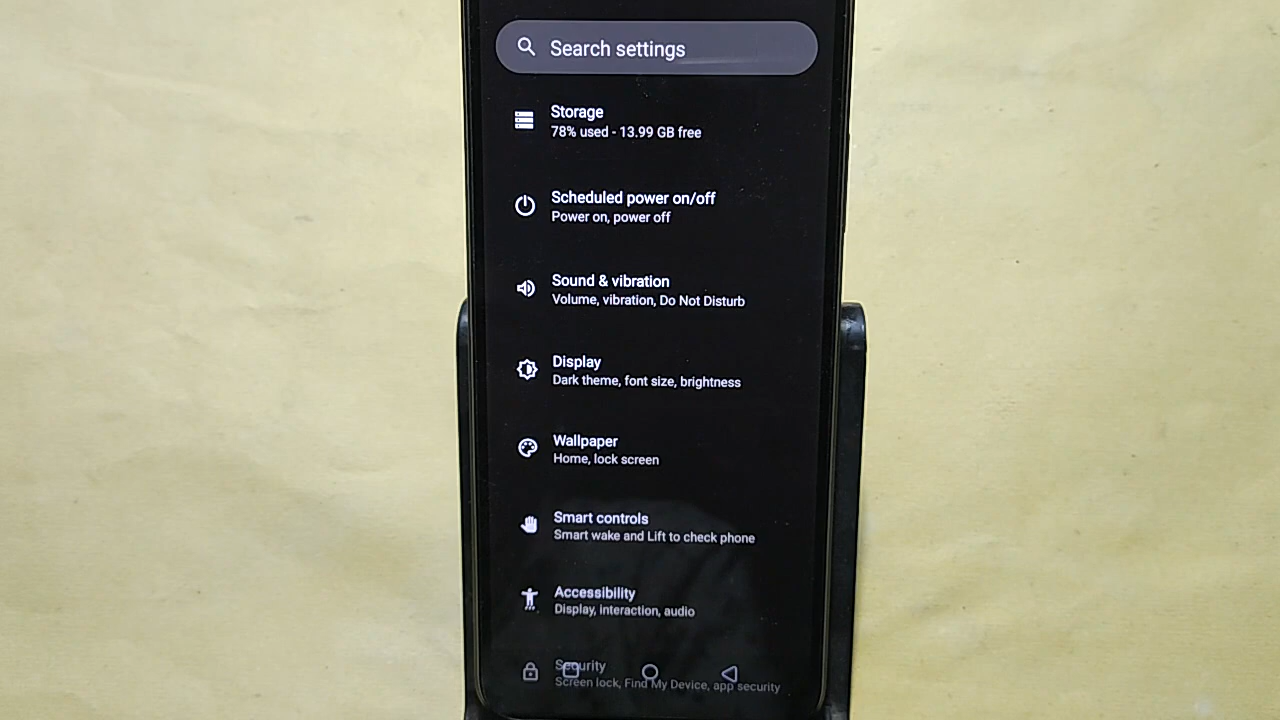 Search settings
Storage
78% used - 13.99 GB free
Scheduled power on/off
Power on, power off
Sound & vibration
Volume, vibration, Do Not Disturb
Display
Dark theme, font size, brightness
Wallpaper
Home, lock screen
Smart controls
Smart wake and Lift to check phone
Accessibility
Display, interaction, audio
Security
Screen lock, Find My Device, app security